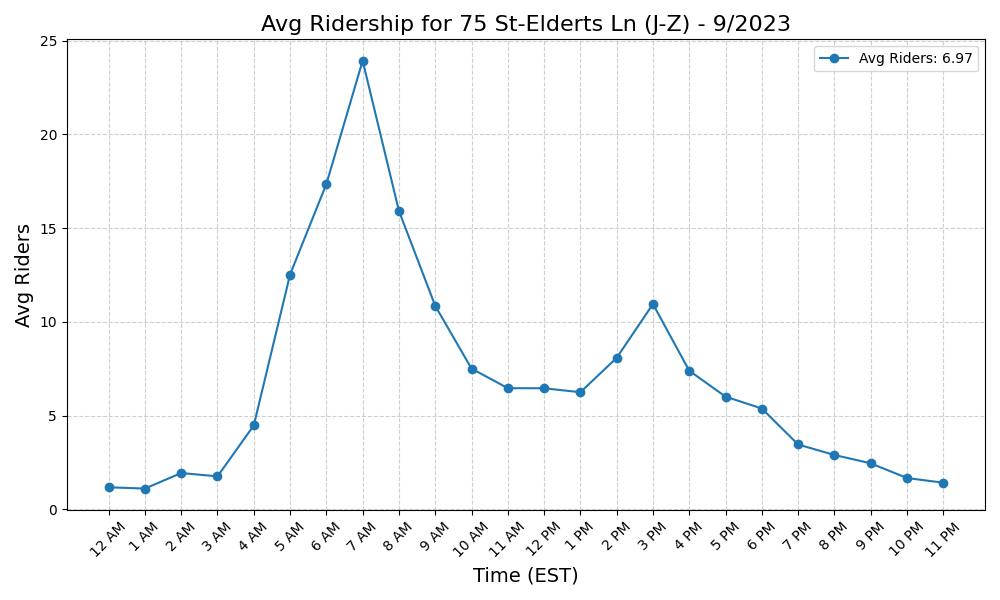 Avg Ridership for 75 St-Elderts Ln (J-Z) - 9/2023
Avg Riders: 6.97
Avg Riders
25
20
15
10
5
0
12 AM
1 AM
2 AM
3 AM
4 AM
5 AM
6 AM
7 AM
8 AM
9 AM
10 AM
11 AM
12 PM
1 PM
2 PM
3 PM
4 PM
5 PM
6 PM
7 PM
8 PM
9 PM
10 PM
11 PM
Time (EST)